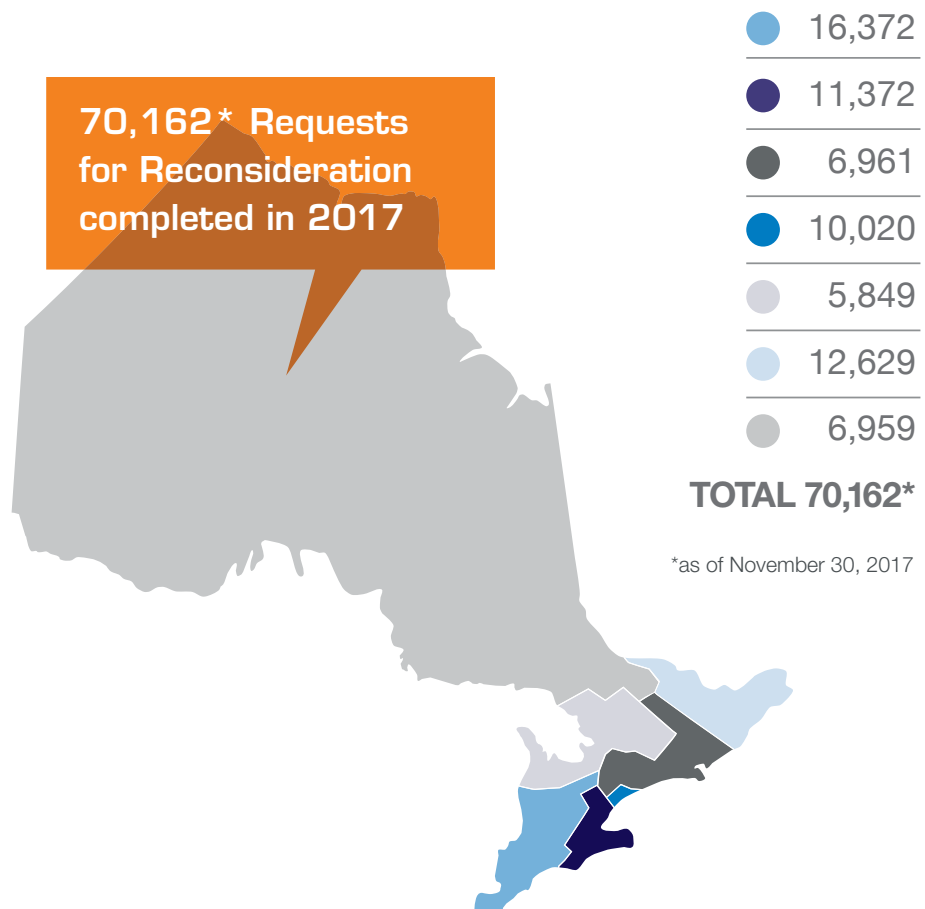 70,162* Requests
for Reconsideration
completed in 2017
16,372
11,372
6,961
10,020
5,849
12,629
6,959
TOTAL 70,162*
*as of November 30, 2017